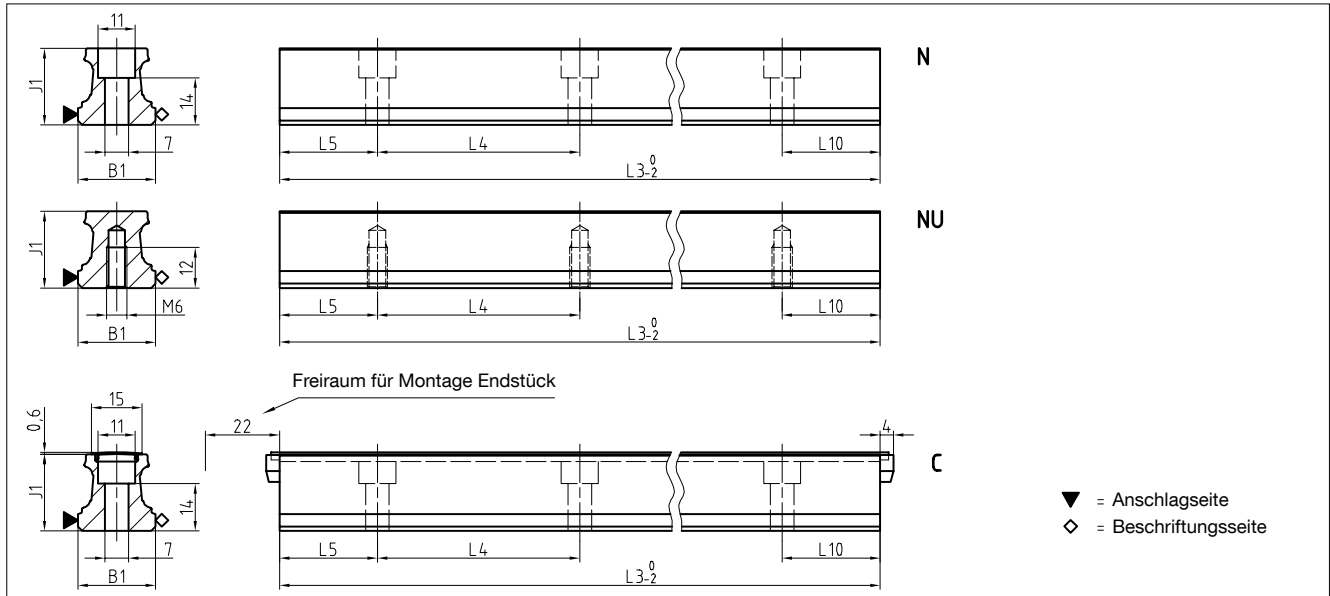 11
N
J1
14
7
B1
L5
L4
L10
L3-2 0
NU
J1
12
M6
B1
L5
L4
L10
L3-2 0
Freiraum für Montage Endstück
15
11
0,6
22
4
C
J1
14
7
B1
L5
L4
L10
L3-2 0
▼ = Anschlagseite
◇ = Beschriftungsseite